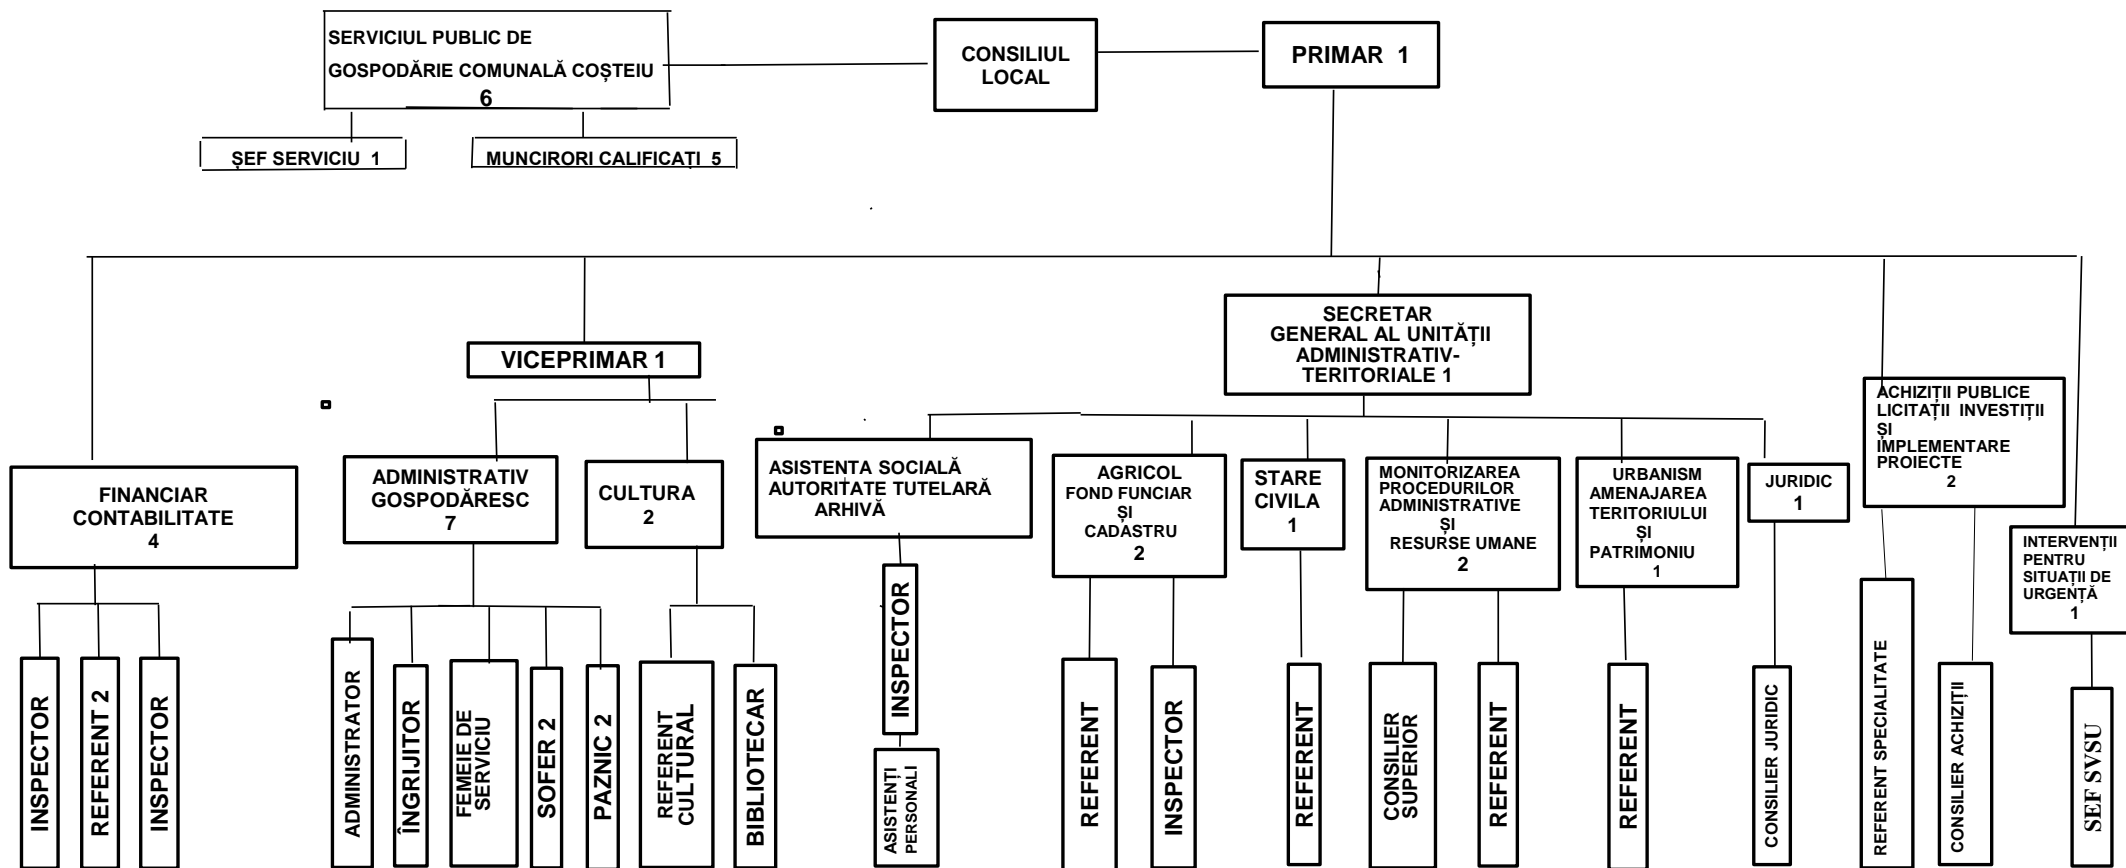 SERVICIUL PUBLIC DE
GOSPODĂRIE COMUNALĂ COȘTEIU
6
CONSILIUL
LOCAL
PRIMAR 1
ȘEF SERVICIU 1
MUNCIRORI CALIFICAȚI 5
SECRETAR
GENERAL AL UNITĂȚII
ADMINISTRATIV-
TERITORIALE 1
VICEPRIMAR 1
FINANCIAR
CONTABILITATE
4
ADMINISTRATIV
GOSPODĂRESC
7
CULTURA
2
ASISTENȚA SOCIALĂ
AUTORITATE TUTELARĂ
ARHIVĂ
AGRICOL
FOND FUNCIAR
ȘI
CADASTRU
2
STARE
CIVILA
1
MONITORIZAREA
PROCEDURILOR
ADMINISTRATIVE
ȘI
RESURSE UMANE
2
URBANISM
AMENAJAREA
TERITORIULUI
ȘI
PATRIMONIU
1
JURIDIC
1
ACHIZIȚII PUBLICE
LICITAȚII INVESTIȚII
ȘI
IMPLEMENTARE
PROIECTE
2
INTERVENȚII
PENTRU
SITUAȚII DE
URGENȚĂ
1
INSPECTOR
REFERENT 2
INSPECTOR
ADMINISTRATOR
ÎNGRIJITOR
FEMEIE DE
SERVICIU
SOFER 2
PAZNIC 2
REFERENT
CULTURAL
BIBLIOTECAR
INSPECTOR
ASISTENȚI
PERSONALI
REFERENT
INSPECTOR
REFERENT
CONSILIER
SUPERIOR
REFERENT
REFERENT
CONSILIER JURIDIC
REFERENT SPECIALITATE
CONSILIER ACHIZIȚII
SEF SVSU